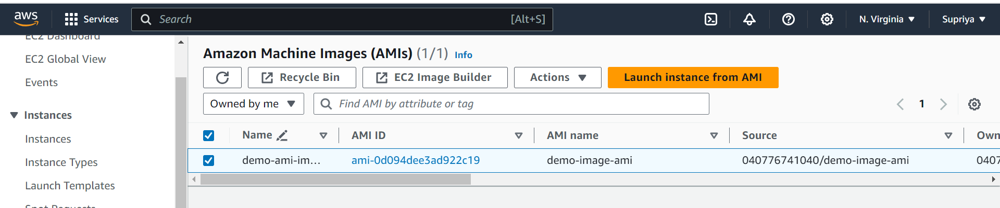 aws Services Search [Alt+S] N. Virginia Supriya
EC2 Dashboard
EC2 Global View
Events
Instances
Instances
Instance Types
Launch Templates
Spot Requests
Amazon Machine Images (AMIs) (1/1) Info
Recycle Bin EC2 Image Builder Actions Launch instance from AMI
Owned by me Find AMI by attribute or tag 1
Name AMI ID AMI name Source Own
demo-ami-im... ami-0d094dee3ad922c19 demo-image-ami 040776741040/demo-image-ami 0407